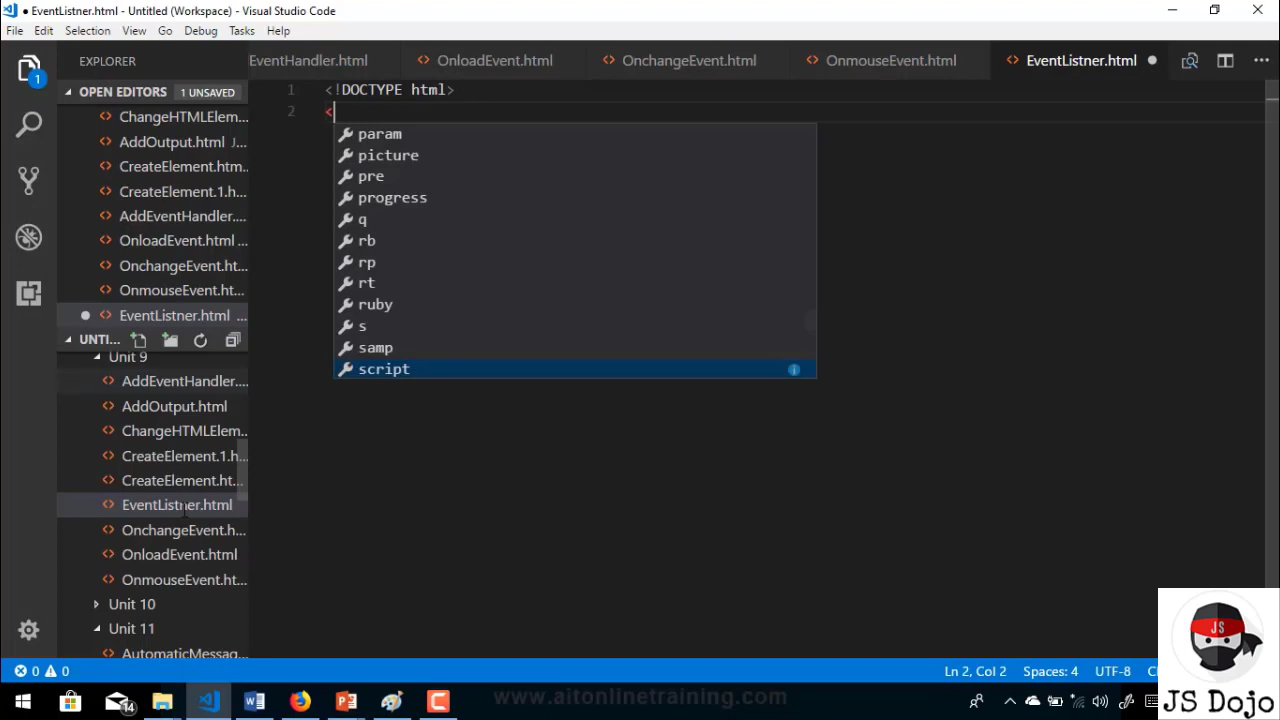 ● EventListner.html - Untitled (Workspace) - Visual Studio Code
File Edit Selection View Go Debug Tasks Help
EXPLORER
EventHandler.html OnloadEvent.html OnchangeEvent.html OnmouseEvent.html EventListner.html
1
OPEN EDITORS 1 UNSAVED
ChangeHTMLElem...
AddOutput.html J...
CreateElement.htm...
CreateElement.1.h...
AddEventHandler....
OnloadEvent.html ...
OnchangeEvent.ht...
OnmouseEvent.ht...
EventListner.html ...
UNTI...
Unit 9
AddEventHandler....
AddOutput.html
ChangeHTMLElem...
CreateElement.1.h...
CreateElement.ht...
EventListner.html
OnchangeEvent.h...
OnloadEvent.html
OnmouseEvent.ht...
Unit 10
Unit 11
AutomaticMessag...
1 <!DOCTYPE html>
2 <
param
picture
pre
progress
q
rb
rp
rt
ruby
s
samp
script
0 0
Ln 2, Col 2 Spaces: 4 UTF-8
14
www.aitonlinetraining.com
JS
JS Dojo